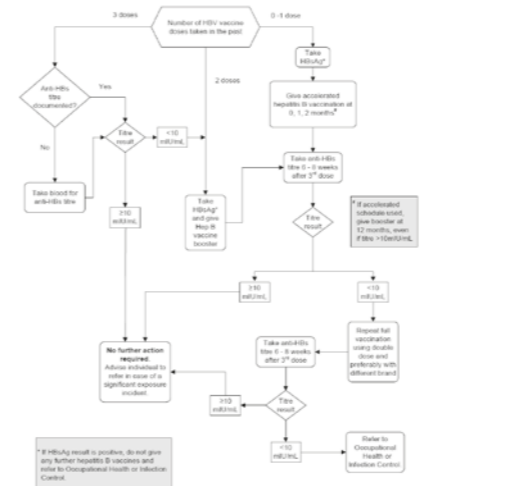 3 doses
Number of HBV vaccine
doses taken in the past
0 -1 dose
Take
HBsAg*
2 doses
Anti-HBs
titre
documented?
Yes
Give accelerated
hepatitis B vaccination at
0, 1, 2 months#
Titre
result
<10
mIU/mL
No
Take anti-HBs
titre 6 - 8 weeks
after 3rd dose
Take blood for
anti-HBs titre
≥10
mIU/mL
Take
HBsAg*
and give
Hep B
vaccine
booster
Titre
result
# If accelerated
schedule used,
give booster at
12 months, even
if titre >10mIU/mL
≥10
mIU/mL
<10
mIU/mL
No further action
required.
Advise individual to
refer in case of a
significant exposure
incident.
Take anti-HBs
titre 6 - 8 weeks
after 3rd dose
Repeat full
vaccination
using double
dose and
preferably with
different brand
≥10
mIU/mL
Titre
result
<10
mIU/mL
Refer to
Occupational
Health or
Infection Control
* If HBsAg result is positive, do not give
any further hepatitis B vaccines and
refer to Occupational Health or Infection
Control.